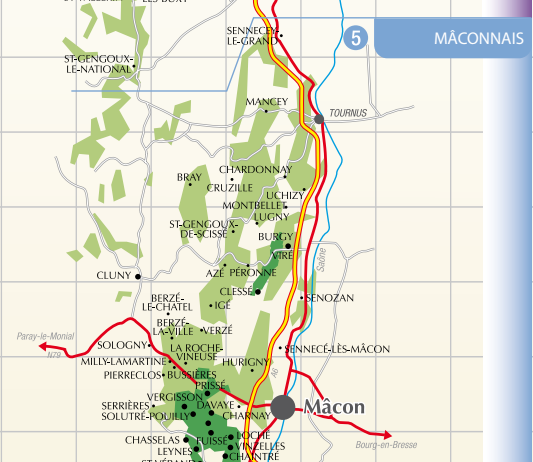 SENNECEY-
LE-GRAND
5
MÂCONNAIS
ST-GENGOUX-
LE-NATIONAL
MANCEY
TOURNUS
CHARDONNAY
BRAY
CRUZILLE
UCHIZY
MONTBELLET
LUGNY
ST-GENGOUX-
DE-SCISSÉ
BURGY
VIRÉ
Saône
CLUNY
AZÉ
PÉRONNE
CLESSÉ
BERZÉ-
LE-CHATEL
IGÉ
SENOZAN
BERZÉ-
LA-VILLE
VERZÉ
Paray-le-Monial
N79
SOLOGNY
LA ROCHE-
VINEUSE
SENNECÉ-LÈS-MÂCON
MILLY-LAMARTINE
HURIGNY
A6
PIERRECLOS
BUSSIÈRES
PRISSÉ
VERGISSON
SERRIÈRES
DAVAYÉ
Mâcon
SOLUTRÉ-POUILLY
CHARNAY
CHASSELAS
FUISSÉ
LOCHÉ
Bourg-en-Bresse
LEYNES
VINZELLES
CHAINTRÉ